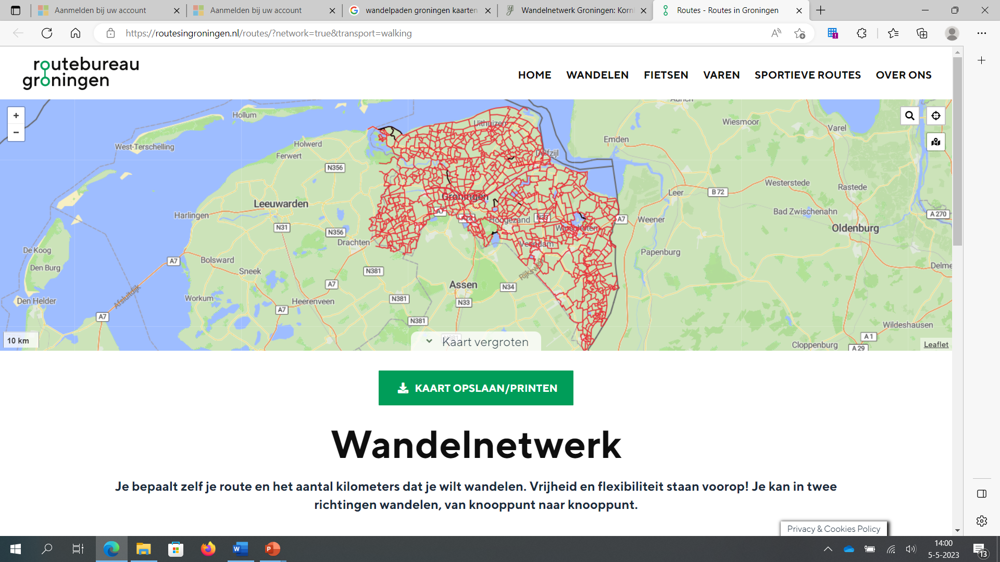 Aanmelden bij uw account
Aanmelden bij uw account
wandelpaden groningen kaarten
Wandelnetwerk Groningen: Korn
Routes - Routes in Groningen
https://routesingroningen.nl/routes/?network=true&transport=walking
routebureau
groningen
HOME WANDELEN FIETSEN VAREN SPORTIEVE ROUTES OVER ONS
+
−
Hollum
West-Terschelling
Holwerd
Ferwert
N356
Leeuwarden
Harlingen
N31
N356
Drachten
De Koog
Den Burg
A7
Bolsward
Sneek
N381
A7
Afsluitdijk
Den Helder
Workum
Heerenveen
A7
A7
N381
N381
Assen
N33
N34
Uithuizen
Delfzijl
Groningen
A7
A28
Hoogezand
N33
Winschoten
Veendam
A7
Aurich
Wiesmoor
Varel
Emden
Leer
B 72
Westerstede
Rastede
Weener
Bad Zwischenahn
A 270
Oldenburg
Papenburg
Delme
Wildeshausen
A 1
Cloppenburg
A 29
10 km
Kaart vergroten
Leaflet
KAART OPSLAAN/PRINTEN
Wandelnetwerk
Je bepaalt zelf je route en het aantal kilometers dat je wilt wandelen. Vrijheid en flexibiliteit staan voorop! Je kan in twee
richtingen wandelen, van knooppunt naar knooppunt.
Privacy & Cookies Policy
14:00
5-5-2023
13